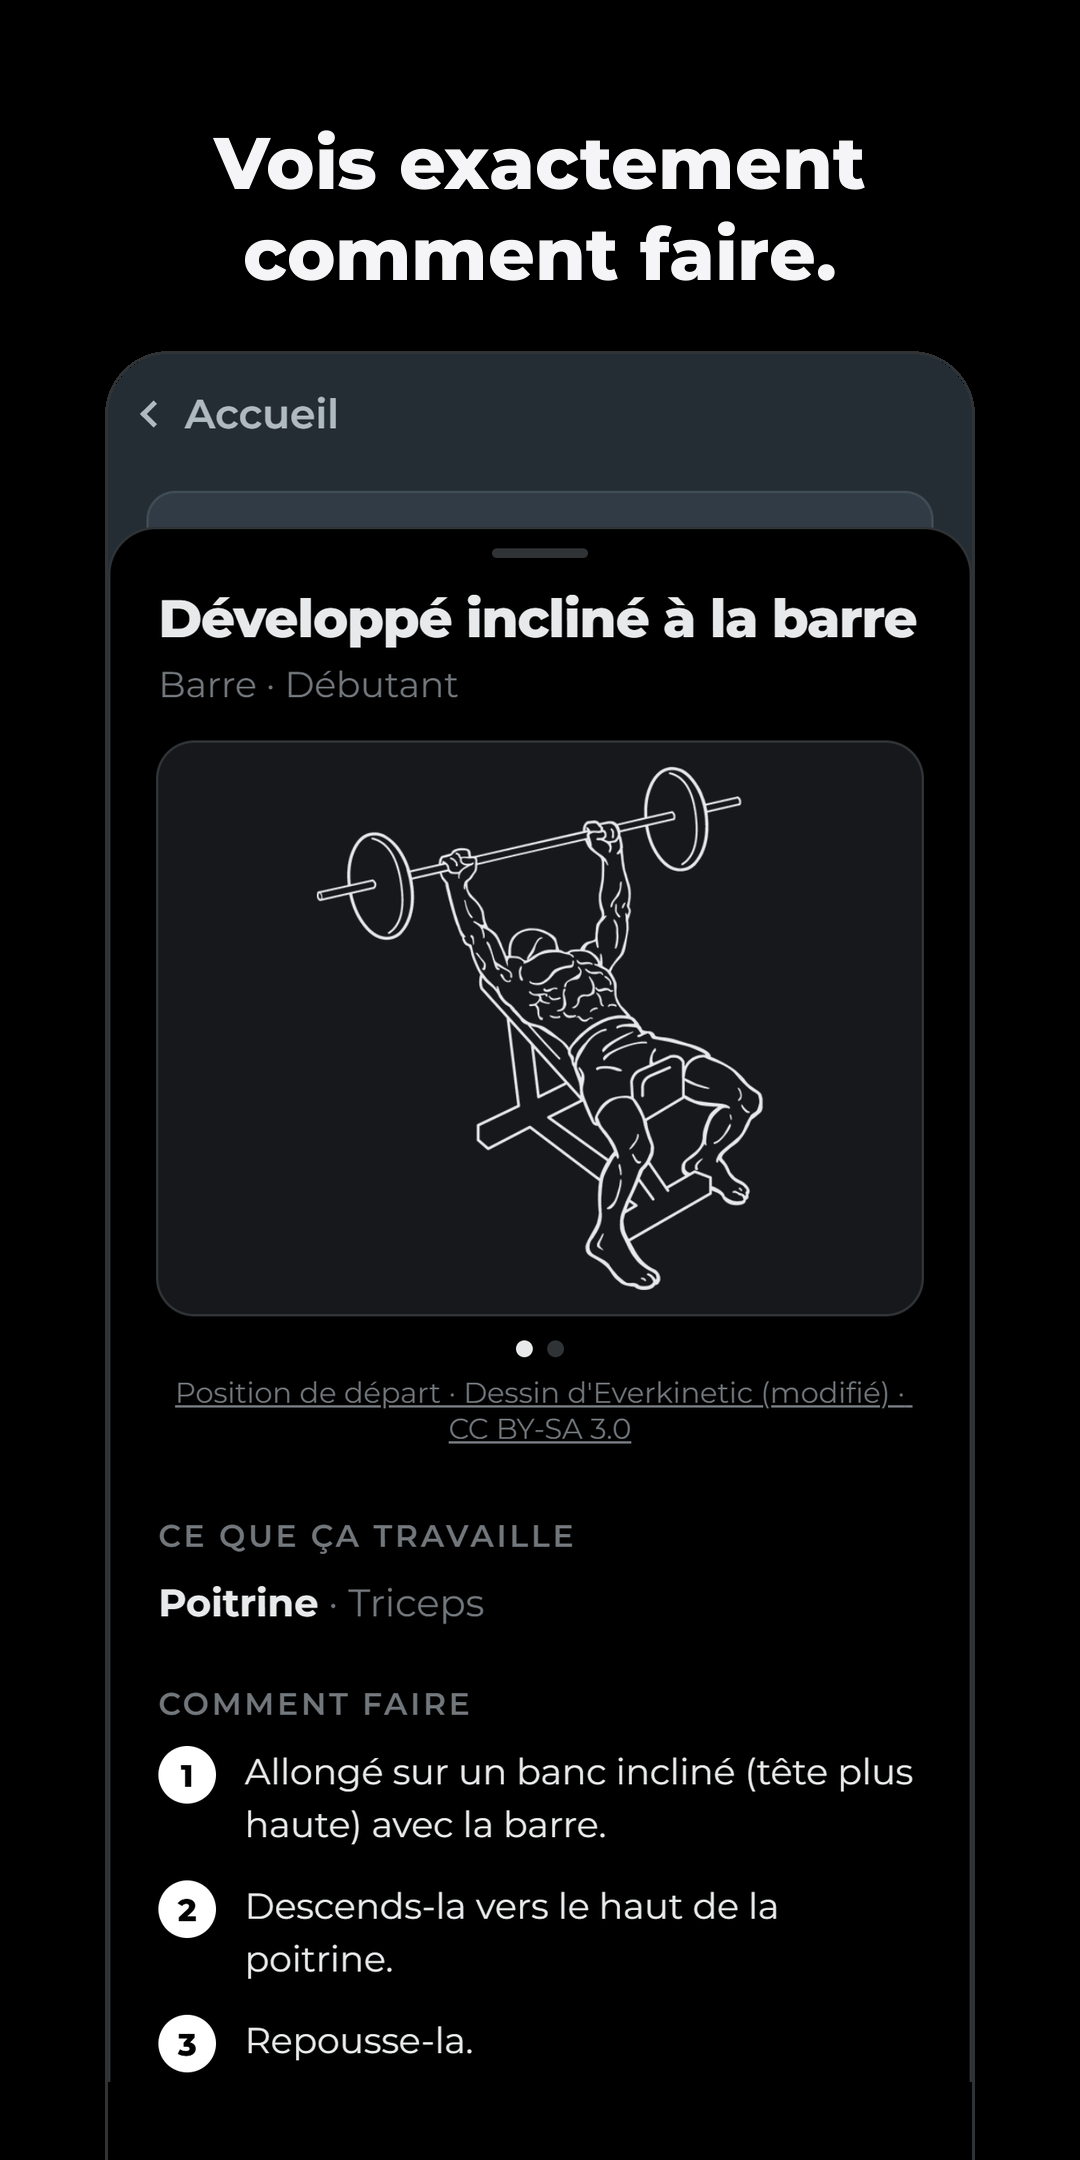 Vois exactement
comment faire.
Accueil
Développé incliné à la barre
Barre · Débutant
Position de départ · Dessin d'Everkinetic (modifié) ·
CC BY-SA 3.0
CE QUE ÇA TRAVAILLE
Poitrine · Triceps
COMMENT FAIRE
1 Allongé sur un banc incliné (tête plus
haute) avec la barre.
2 Descends-la vers le haut de la
poitrine.
3 Repousse-la.